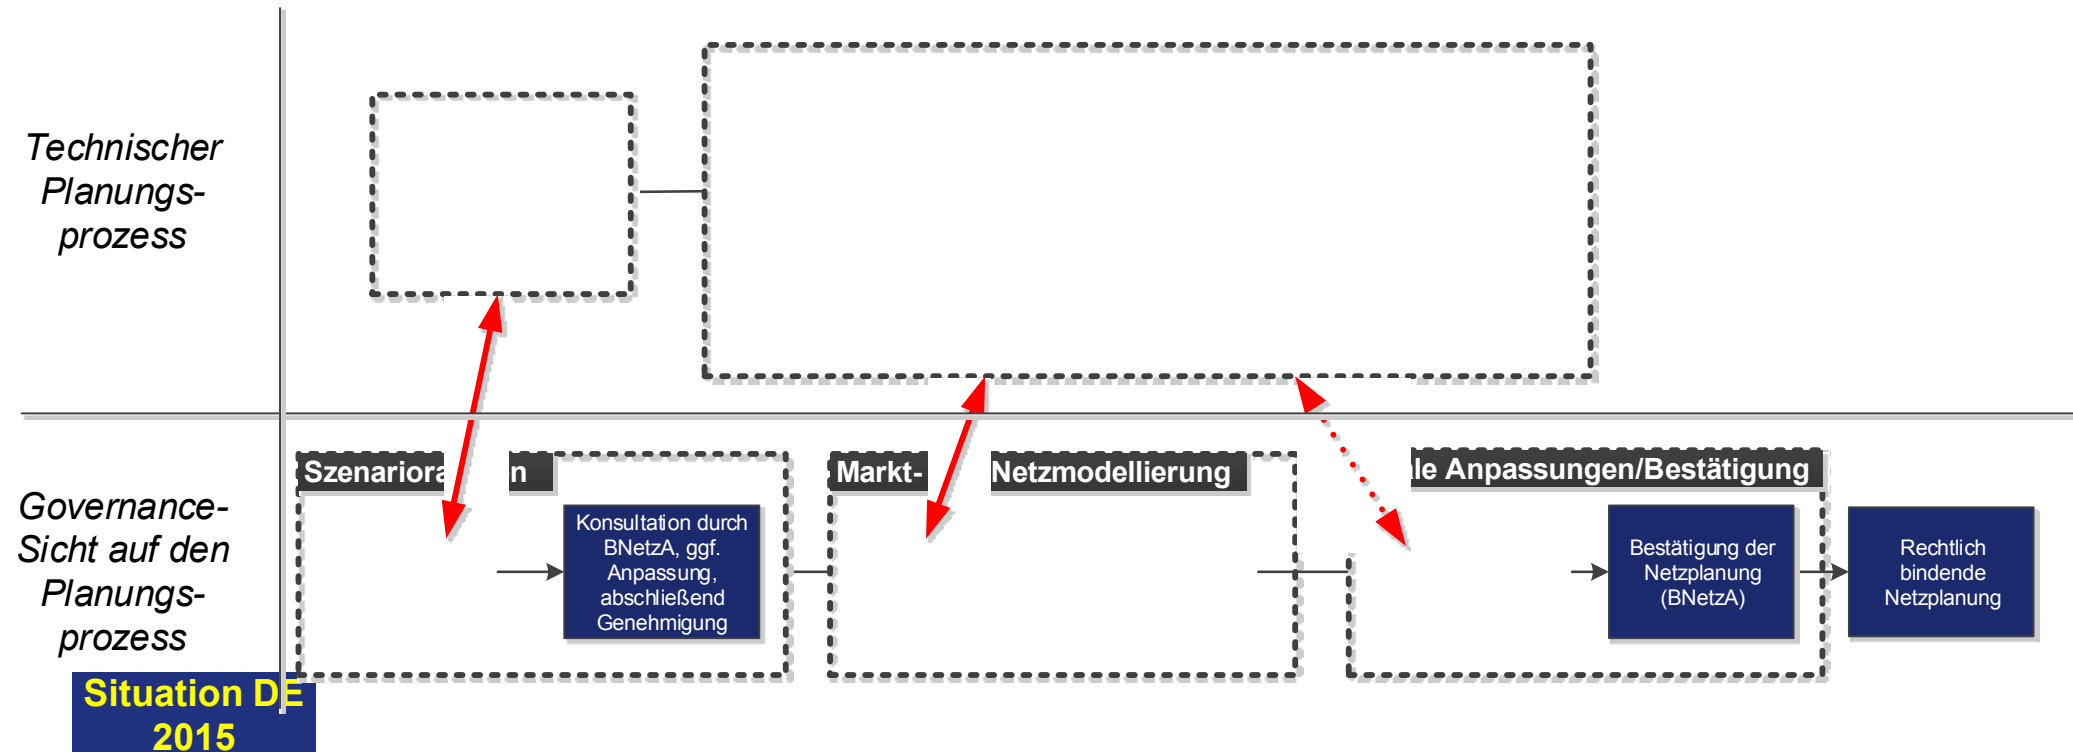 Technischer
Planungs-
prozess
Szenariora n
Markt- Netzmodellierung
le Anpassungen/Bestätigung
Governance-
Sicht auf den
Planungs-
prozess
Konsultation durch
BNetzA, ggf.
Anpassung,
abschließend
Genehmigung
Bestätigung der
Netzplanung
(BNetzA)
Rechtlich
bindende
Netzplanung
Situation DE
2015